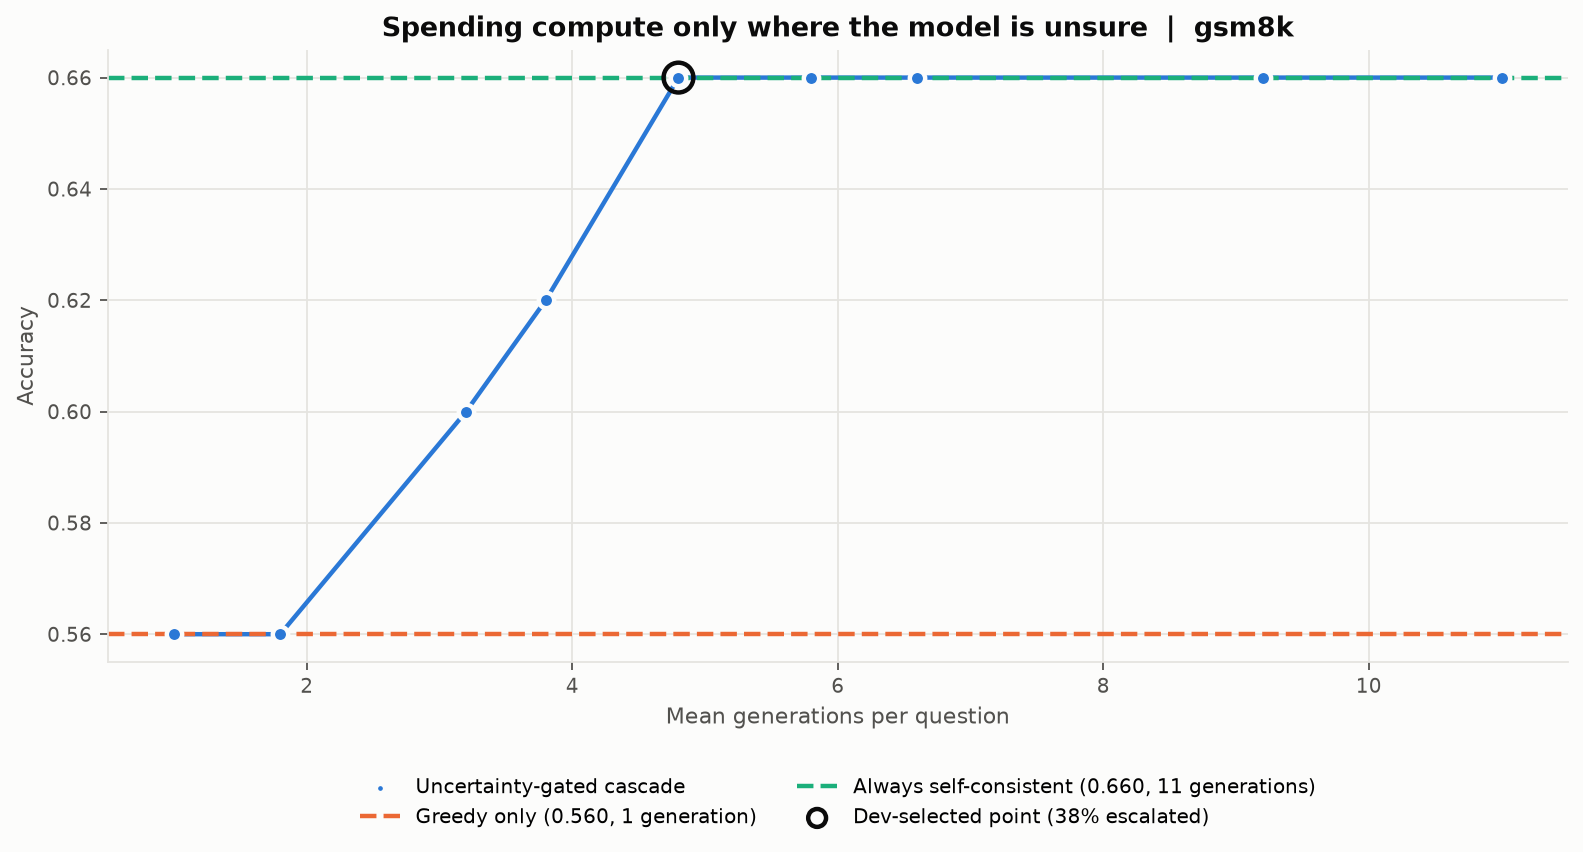 Spending compute only where the model is unsure | gsm8k
0.66
0.64
0.62
0.60
0.58
0.56
Accuracy
2 4 6 8 10
Mean generations per question
Uncertainty-gated cascade
Greedy only (0.560, 1 generation)
Always self-consistent (0.660, 11 generations)
Dev-selected point (38% escalated)